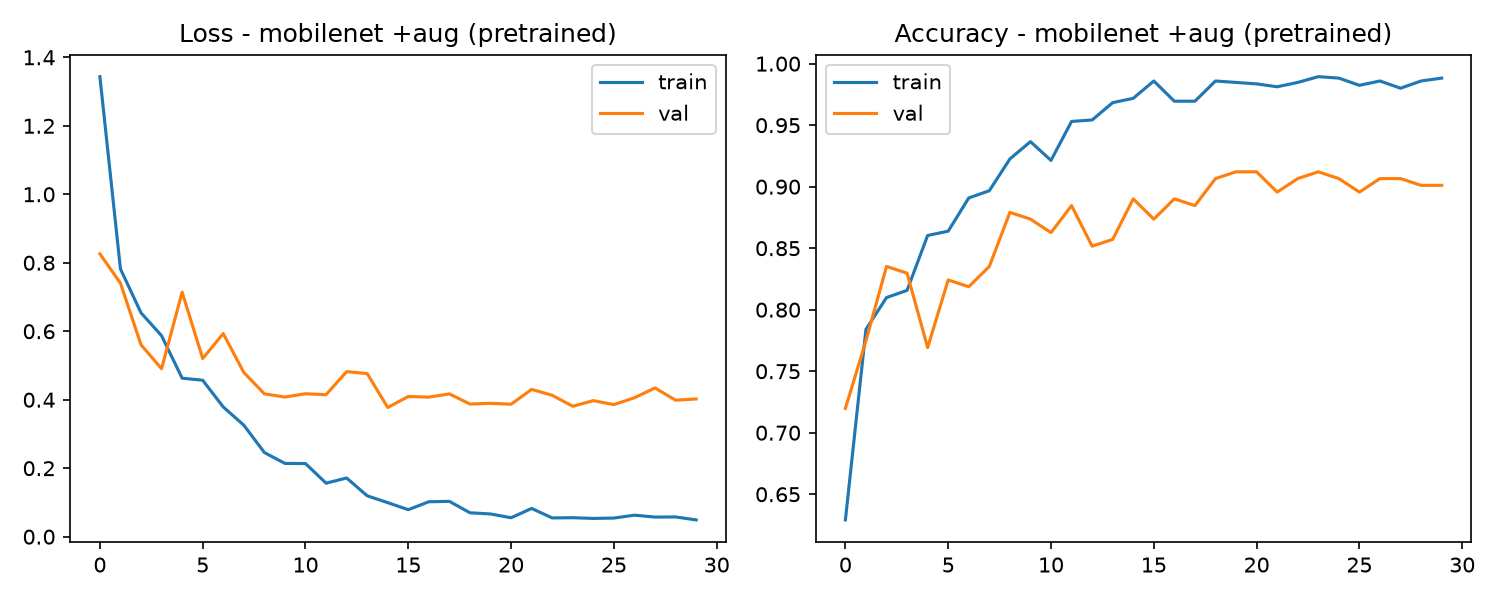 Loss - mobilenet +aug (pretrained)
1.4
1.2
1.0
0.8
0.6
0.4
0.2
0.0
0 5 10 15 20 25 30
train
val
Accuracy - mobilenet +aug (pretrained)
1.00
0.95
0.90
0.85
0.80
0.75
0.70
0.65
0 5 10 15 20 25 30
train
val